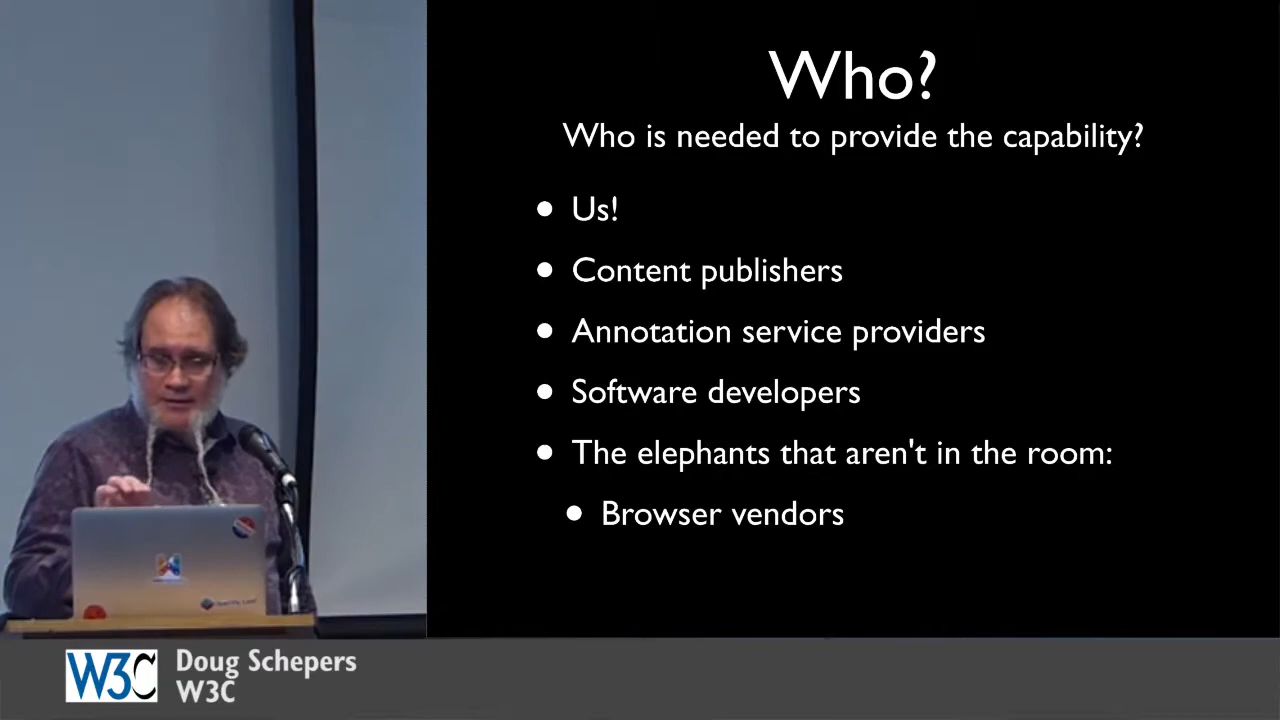 Who?
Who is needed to provide the capability?
Us!
Content publishers
Annotation service providers
Software developers
The elephants that aren't in the room:
Browser vendors
W3C
Doug Schepers
W3C